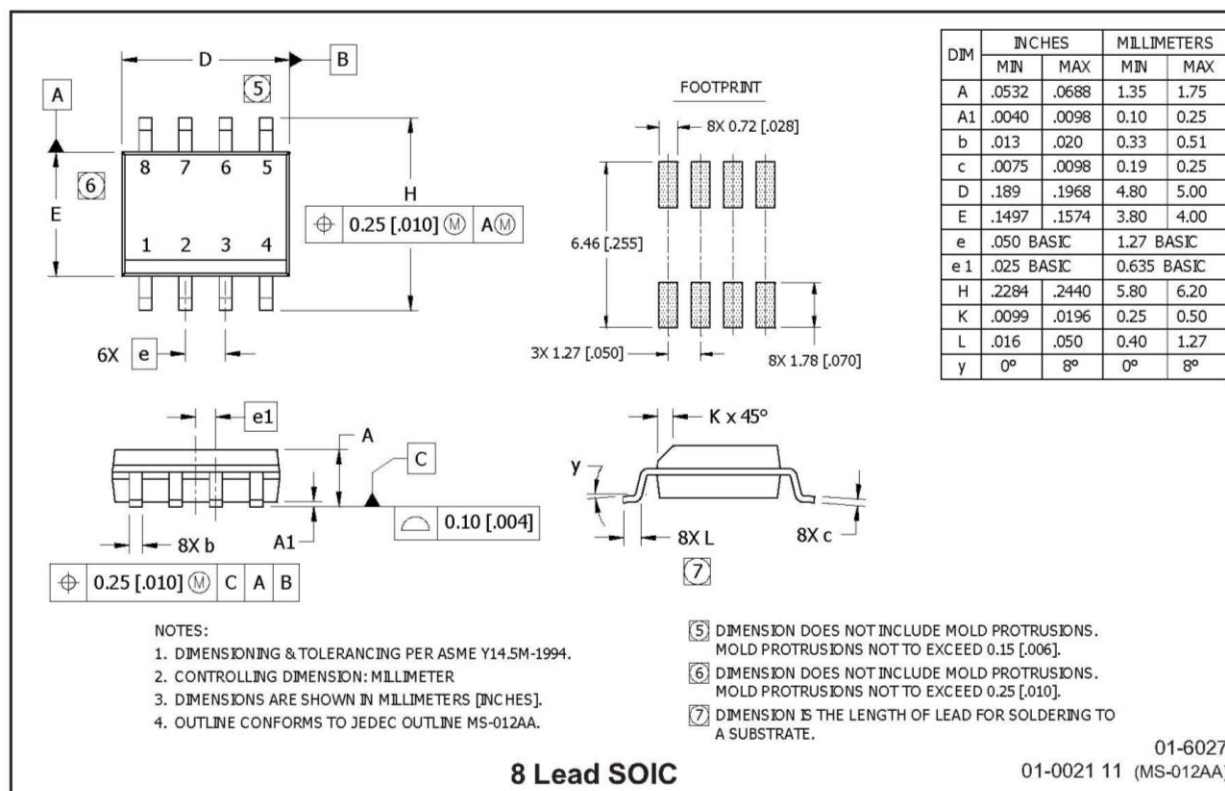 D
B
5
A
8 7 6 5
6
E
H
0.25 [.010] M A M
1 2 3 4
6X e
FOOTPRINT
8X 0.72 [.028]
6.46 [.255]
3X 1.27 [.050]
8X 1.78 [.070]
DIM INCHES MILLIMETERS
MIN MAX MIN MAX
A .0532 .0688 1.35 1.75
A1 .0040 .0098 0.10 0.25
b .013 .020 0.33 0.51
c .0075 .0098 0.19 0.25
D .189 .1968 4.80 5.00
E .1497 .1574 3.80 4.00
e .050 BASIC 1.27 BASIC
e1 .025 BASIC 0.635 BASIC
H .2284 .2440 5.80 6.20
K .0099 .0196 0.25 0.50
L .016 .050 0.40 1.27
y 0° 8° 0° 8°
e1
A
C
0.10 [.004]
8X b
A1
0.25 [.010] M C A B
K x 45°
y
8X L
8X c
7
NOTES:
1. DIMENSIONING & TOLERANCING PER ASME Y14.5M-1994.
2. CONTROLLING DIMENSION: MILLIMETER
3. DIMENSIONS ARE SHOWN IN MILLIMETERS [INCHES].
4. OUTLINE CONFORMS TO JEDEC OUTLINE MS-012AA.
5 DIMENSION DOES NOT INCLUDE MOLD PROTRUSIONS.
MOLD PROTRUSIONS NOT TO EXCEED 0.15 [.006].
6 DIMENSION DOES NOT INCLUDE MOLD PROTRUSIONS.
MOLD PROTRUSIONS NOT TO EXCEED 0.25 [.010].
7 DIMENSION IS THE LENGTH OF LEAD FOR SOLDERING TO
A SUBSTRATE.
8 Lead SOIC
01-6027
01-0021 11 (MS-012AA)